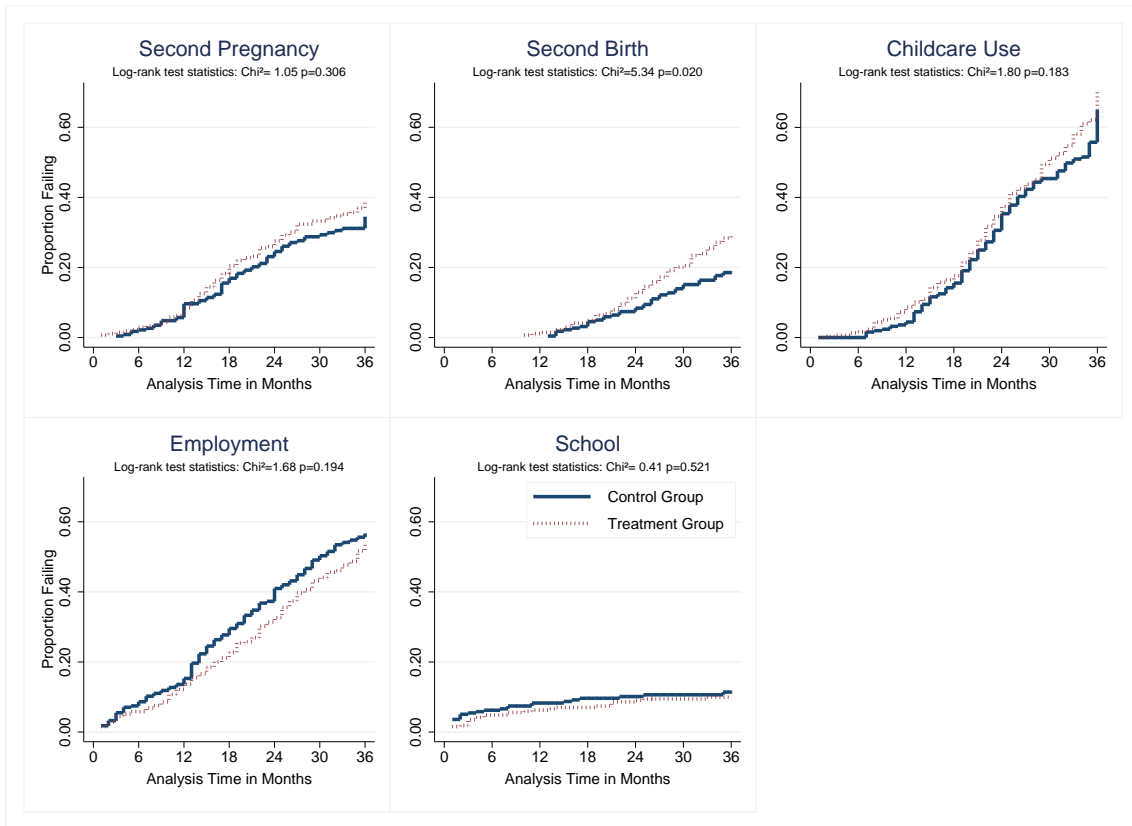 Second Pregnancy
Log-rank test statistics: Chi²= 1.05 p=0.306
Proportion Failing
0.00
0.20
0.40
0.60
0
6
12
18
24
30
36
Analysis Time in Months
Second Birth
Log-rank test statistics: Chi²=5.34 p=0.020
0.00
0.20
0.40
0.60
0
6
12
18
24
30
36
Analysis Time in Months
Childcare Use
Log-rank test statistics: Chi²=1.80 p=0.183
0.00
0.20
0.40
0.60
0
6
12
18
24
30
36
Analysis Time in Months
Employment
Log-rank test statistics: Chi²=1.68 p=0.194
Proportion Failing
0.00
0.20
0.40
0.60
0
6
12
18
24
30
36
Analysis Time in Months
School
Log-rank test statistics: Chi²= 0.41 p=0.521
Control Group
Treatment Group
0.00
0.20
0.40
0.60
0
6
12
18
24
30
36
Analysis Time in Months